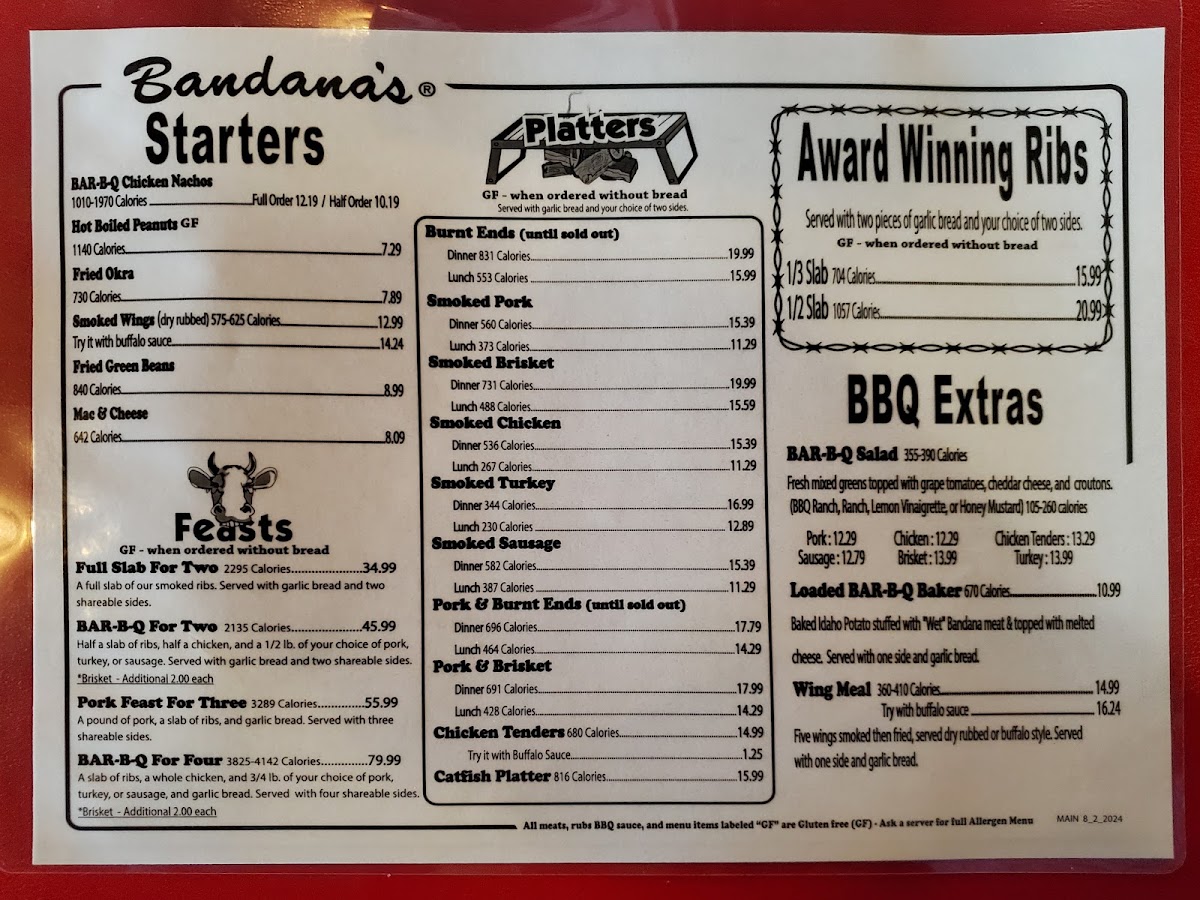 Bandana's®
Starters
BAR-B-Q Chicken Nachos
1010-1970 Calories Full Order 12.19 / Half Order 10.19
Hot Boiled Peanuts GF
1140 Calories 7.29
Fried Okra
730 Calories 7.89
Smoked Wings (dry rubbed) 575-625 Calories 12.99
Try it with buffalo sauce 14.24
Fried Green Beans
840 Calories 8.99
Mac & Cheese
642 Calories 8.09
Feasts
GF - when ordered without bread
Full Slab For Two 2295 Calories 34.99
A full slab of our smoked ribs. Served with garlic bread and two
shareable sides.
BAR-B-Q For Two 2135 Calories 45.99
Half a slab of ribs, half a chicken, and a 1/2 lb. of your choice of pork,
turkey, or sausage. Served with garlic bread and two shareable sides.
*Brisket - Additional 2.00 each
Pork Feast For Three 3289 Calories 55.99
A pound of pork, a slab of ribs, and garlic bread. Served with three
shareable sides.
BAR-B-Q For Four 3825-4142 Calories 79.99
A slab of ribs, a whole chicken, and 3/4 lb. of your choice of pork,
turkey, or sausage, and garlic bread. Served with four shareable sides.
*Brisket - Additional 2.00 each
Platters
GF - when ordered without bread
Served with garlic bread and your choice of two sides.
Burnt Ends (until sold out)
Dinner 831 Calories 19.99
Lunch 553 Calories 15.99
Smoked Pork
Dinner 560 Calories 15.39
Lunch 373 Calories 11.29
Smoked Brisket
Dinner 731 Calories 19.99
Lunch 488 Calories 15.59
Smoked Chicken
Dinner 536 Calories 15.39
Lunch 267 Calories 11.29
Smoked Turkey
Dinner 344 Calories 16.99
Lunch 230 Calories 12.89
Smoked Sausage
Dinner 582 Calories 15.39
Lunch 387 Calories 11.29
Pork & Burnt Ends (until sold out)
Dinner 696 Calories 17.79
Lunch 464 Calories 14.29
Pork & Brisket
Dinner 691 Calories 17.99
Lunch 428 Calories 14.29
Chicken Tenders 680 Calories 14.99
Try it with Buffalo Sauce 1.25
Catfish Platter 816 Calories 15.99
Award Winning Ribs
Served with two pieces of garlic bread and your choice of two sides.
GF - when ordered without bread
1/3 Slab 704 Calories 15.99
1/2 Slab 1057 Calories 20.99
BBQ Extras
BAR-B-Q Salad 355-390 Calories
Fresh mixed greens topped with grape tomatoes, cheddar cheese, and croutons.
(BBQ Ranch, Ranch, Lemon Vinaigrette, or Honey Mustard) 105-260 calories
Pork : 12.29 Chicken : 12.29 Chicken Tenders : 13.29
Sausage : 12.79 Brisket : 13.99 Turkey : 13.99
Loaded BAR-B-Q Baker 670 Calories 10.99
Baked Idaho Potato stuffed with "Wet" Bandana meat & topped with melted
cheese. Served with one side and garlic bread.
Wing Meal 360-410 Calories 14.99
Try with buffalo sauce 16.24
Five wings smoked then fried, served dry rubbed or buffalo style. Served
with one side and garlic bread.
All meats, rubs BBQ sauce, and menu items labeled "GF" are Gluten free (GF) - Ask a server for full Allergen Menu
MAIN 8_2_2024